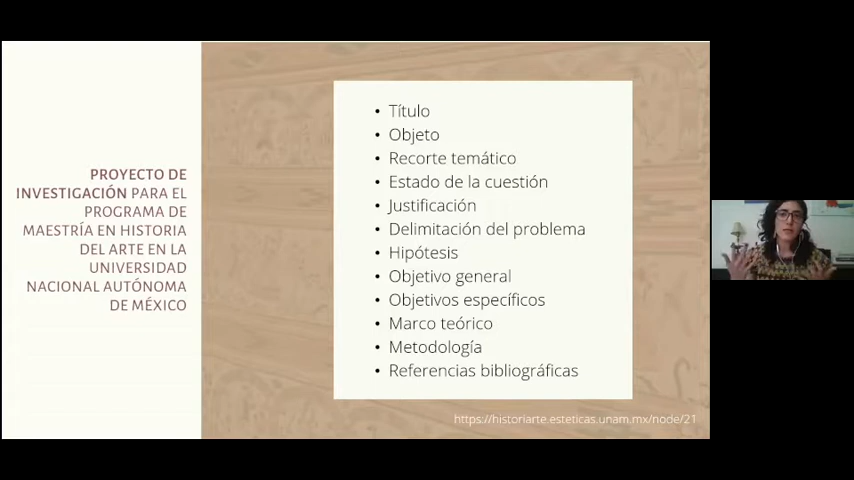 PROYECTO DE
INVESTIGACIÓN PARA EL
PROGRAMA DE
MAESTRÍA EN HISTORIA
DEL ARTE EN LA
UNIVERSIDAD
NACIONAL AUTÓNOMA
DE MÉXICO
• Título
• Objeto
• Recorte temático
• Estado de la cuestión
• Justificación
• Delimitación del problema
• Hipótesis
• Objetivo general
• Objetivos específicos
• Marco teórico
• Metodología
• Referencias bibliográficas
https://historiarte.esteticas.unam.mx/node/21